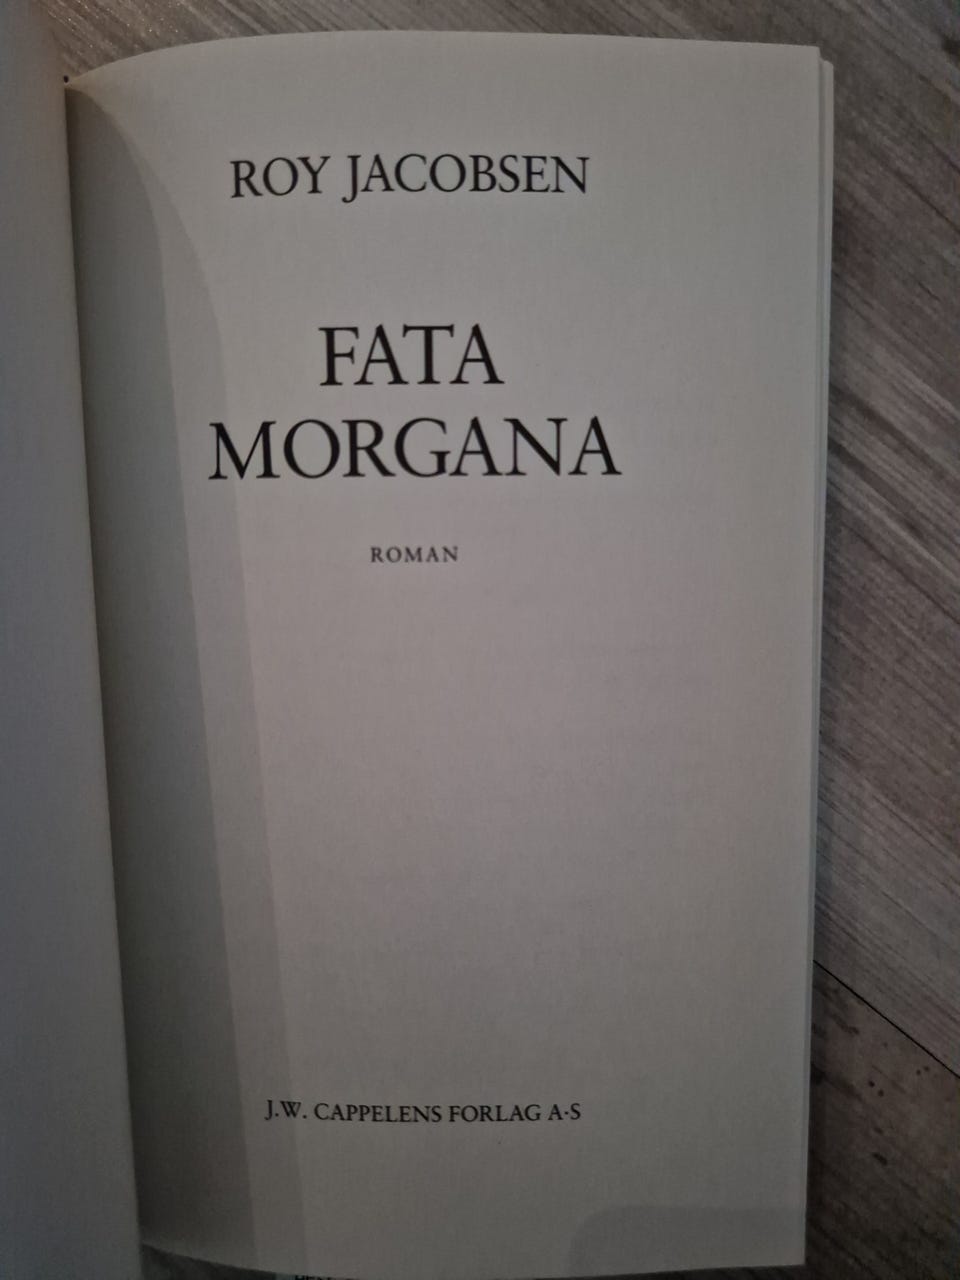 ROY JACOBSEN
FATA
MORGANA
ROMAN
J.W. CAPPELENS FORLAG A·S